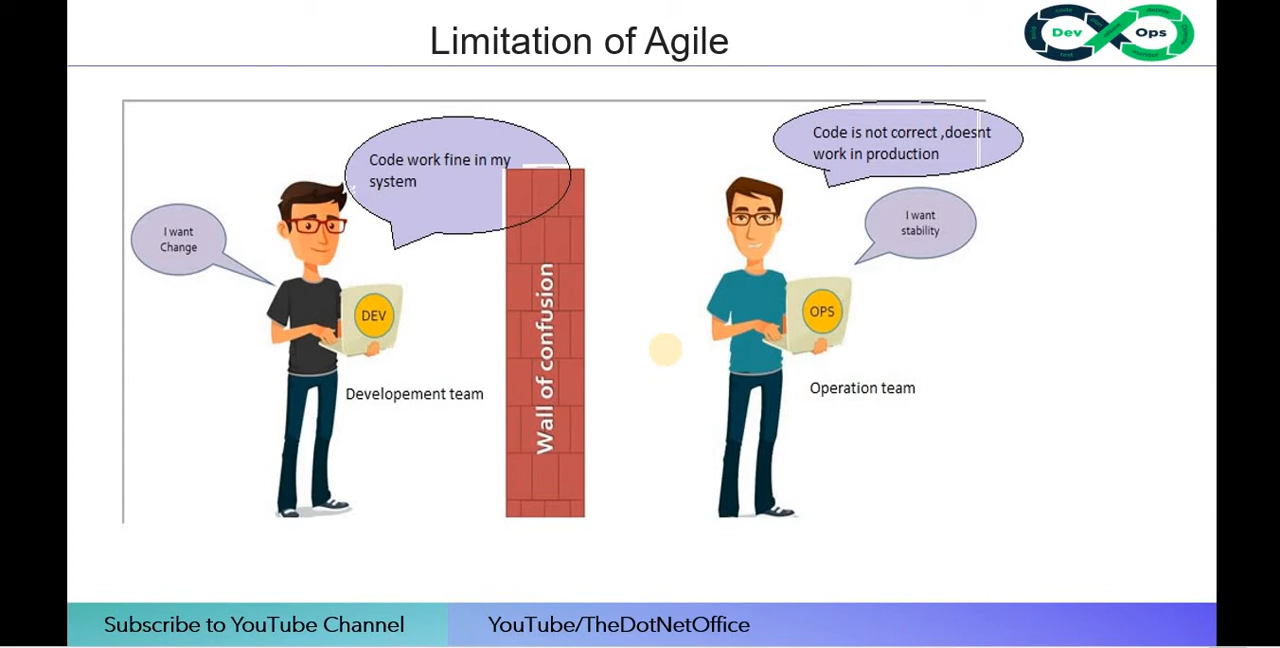 Limitation of Agile
Dev
Ops
Code work fine in my
system
Code is not correct ,doesnt
work in production
I want
Change
I want
stability
DEV
OPS
Wall of confusion
Developement team
Operation team
Subscribe to YouTube Channel
YouTube/TheDotNetOffice